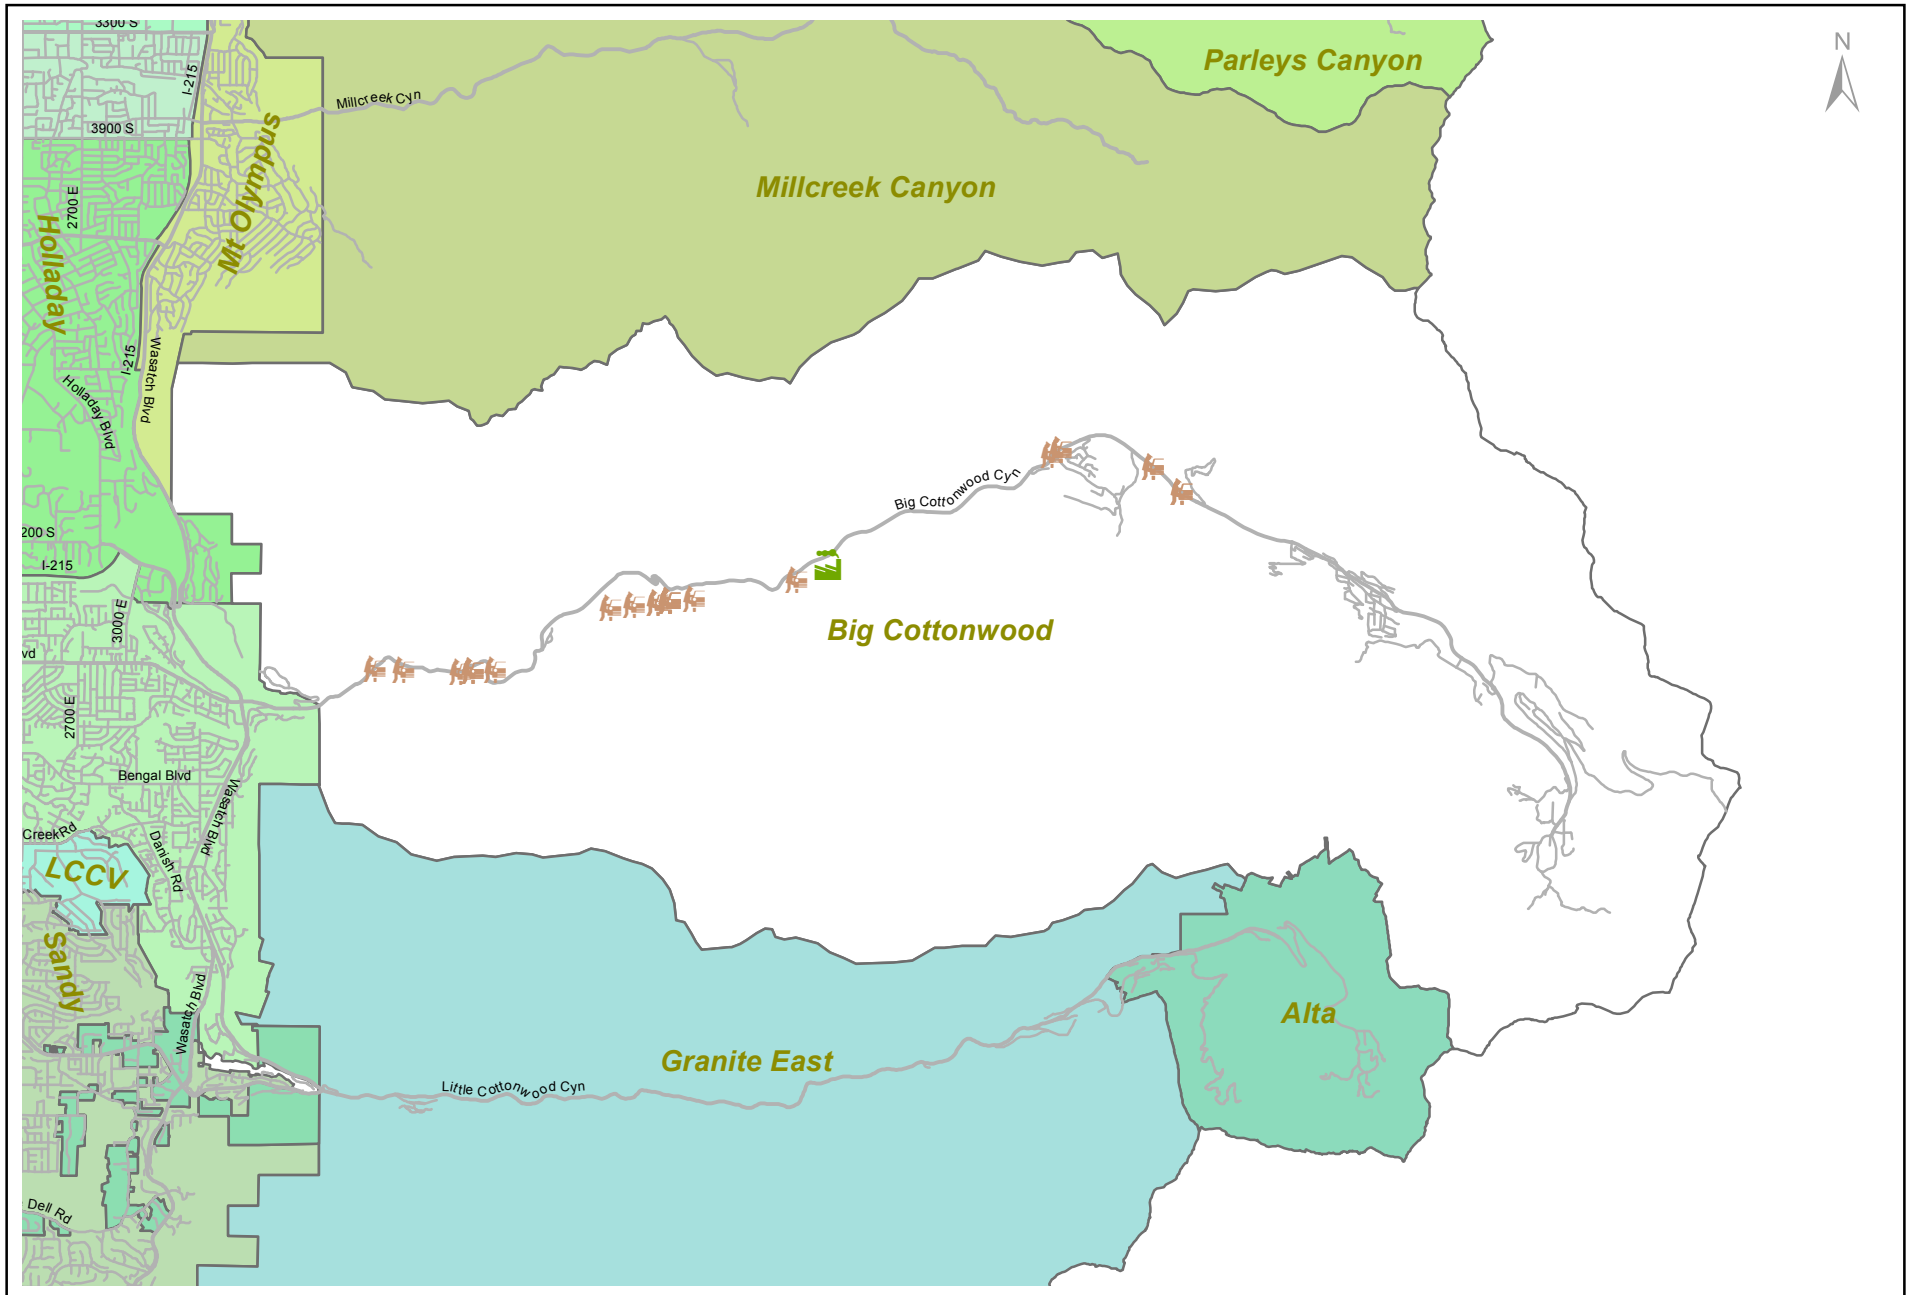 3300 S
N
Parleys Canyon
I-215
Millcreek Cyn
3900 S
Mt Olympus
Millcreek Canyon
2700 E
Holladay
I-215
Wasatch Blvd
Holladay Blvd
Big Cottonwood Cyn
200 S
I-215
3000 E
Big Cottonwood
vd
2700 E
Bengal Blvd
Wasatch Blvd
Creek Rd
Danish Rd
LCCV
Sandy
Wasatch Blvd
Alta
Granite East
Little Cottonwood Cyn
Dell Rd